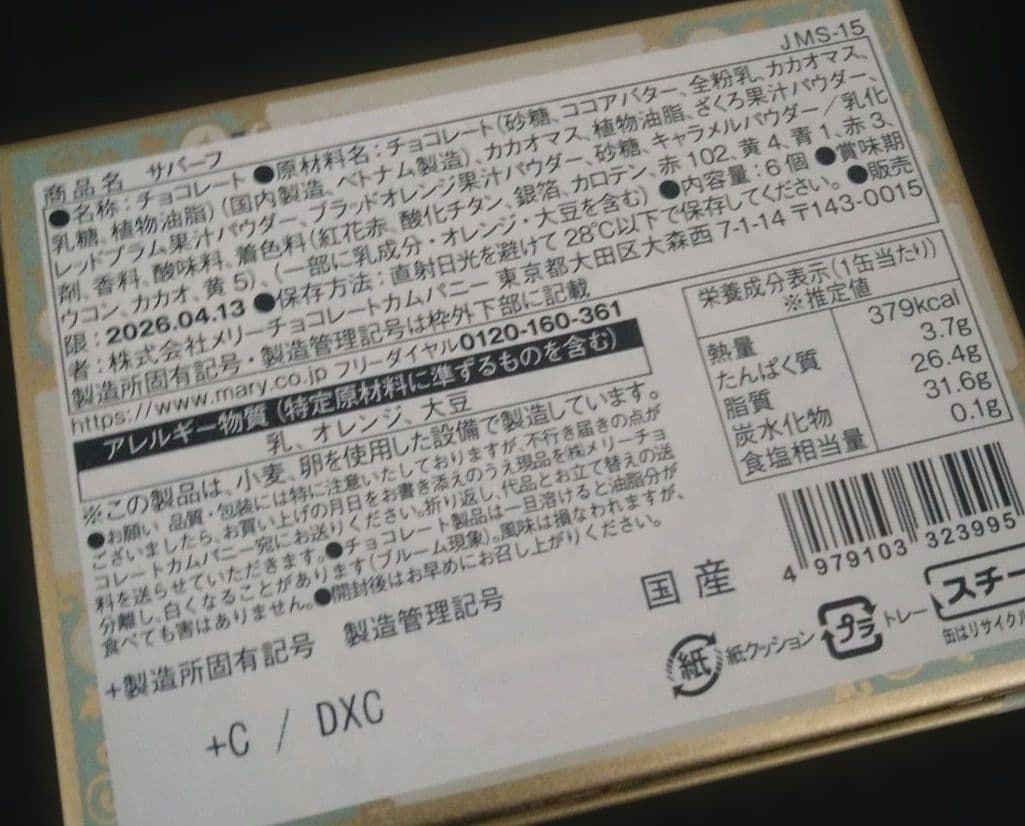 JMS-15
商品名 サバーフ
●名称：チョコレート ●原材料名：チョコレート（砂糖、ココアバター、全粉乳、カカオマス、
乳糖、植物油脂）（国内製造、ベトナム製造）、カカオマス、植物油脂、ざくろ果汁パウダー、
レッドプラム果汁パウダー、ブラッドオレンジ果汁パウダー、砂糖、キャラメルパウダー／乳化
剤、香料、酸味料、着色料（紅花赤、酸化チタン、銀箔、カロテン、赤102、黄4、青1、赤3、
ウコン、カカオ、黄5）、（一部に乳成分・オレンジ・大豆を含む） ●内容量：6個 ●賞味期
限：2026.04.13 ●保存方法：直射日光を避けて28℃以下で保存してください。 ●販売
者：株式会社メリーチョコレートカムパニー 東京都大田区大森西7-1-14 〒143-0015
製造所固有記号・製造管理記号は枠外下部に記載
https://www.mary.co.jp フリーダイヤル0120-160-361
アレルギー物質（特定原材料に準ずるものを含む）
乳、オレンジ、大豆
※この製品は、小麦、卵を使用した設備で製造しています。
●お願い 品質・包装には特に注意いたしておりますが、不行き届きの点が
ございましたら、お買い上げの月日をお書き添えのうえ現品を㈱メリーチョ
コレートカムパニー宛にお送りください。折り返し、代品とお立て替えの送
料を送らせていただきます。●チョコレート製品は一旦溶けると油脂分が
分離し、白くなることがあります（ブルーム現象）。風味は損なわれますが、
食べても害はありません。●開封後はお早めにお召し上がりください。
+製造所固有記号 製造管理記号
+C / DXC
栄養成分表示（1缶当たり）
※推定値
熱量 379kcal
たんぱく質 3.7g
脂質 26.4g
炭水化物 31.6g
食塩相当量 0.1g
4 979103 323995
国産
紙 紙クッション プラ トレー スチー
缶はリサイクル